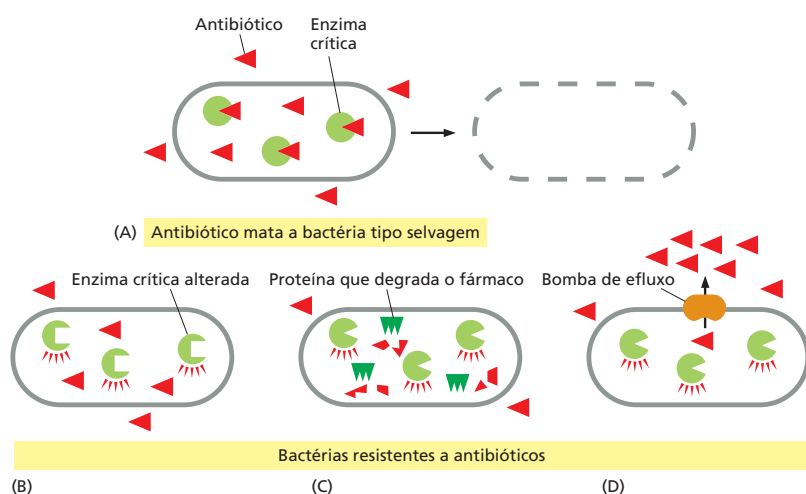 Antibiótico
Enzima
crítica
(A) Antibiótico mata a bactéria tipo selvagem
Enzima crítica alterada
Proteína que degrada o fármaco
Bomba de efluxo
Bactérias resistentes a antibióticos
(B)
(C)
(D)